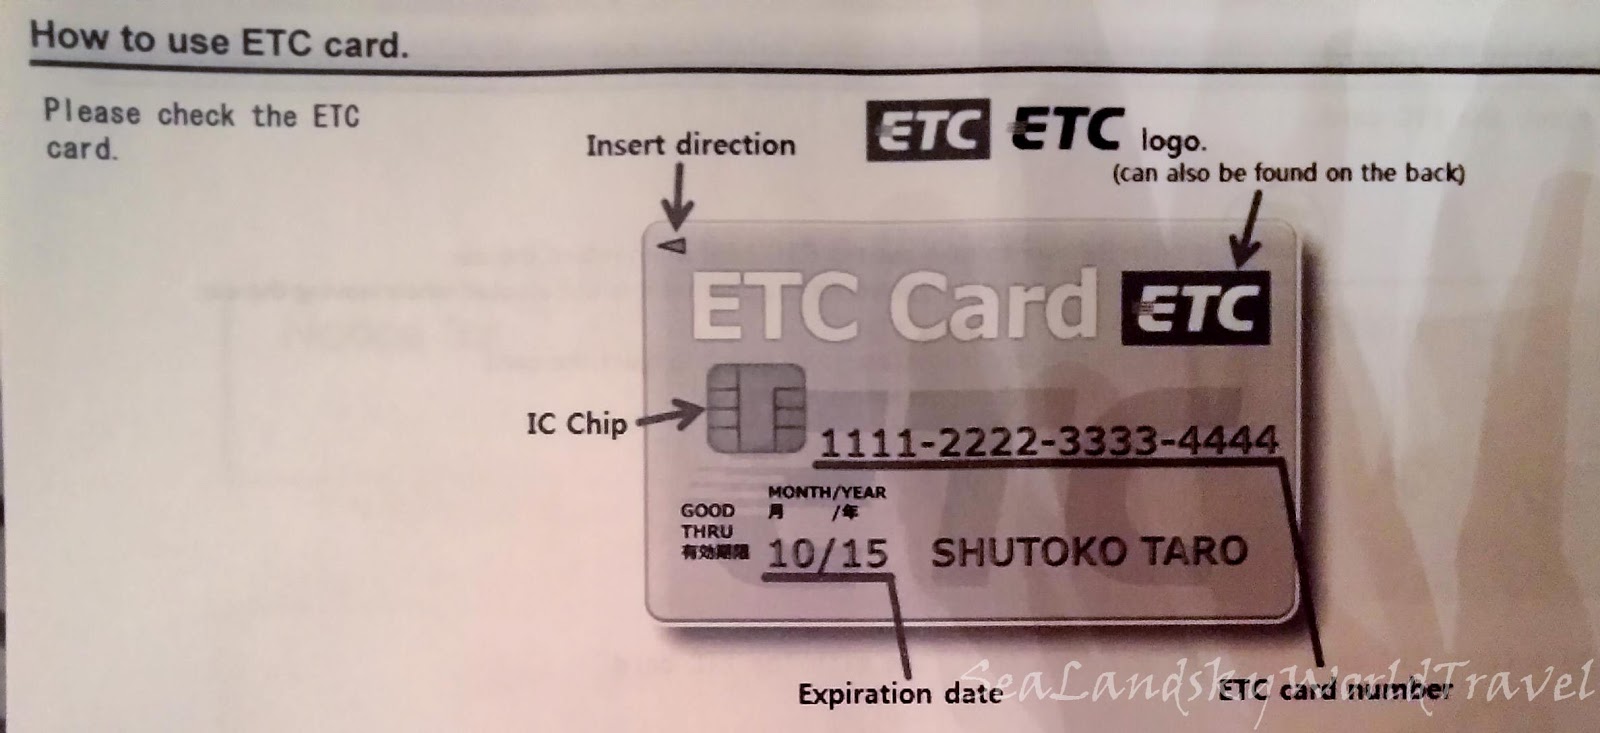 How to use ETC card.
Please check the ETC
card.
Insert direction
ETC ETC logo.
(can also be found on the back)
ETC Card ETC
IC Chip
1111-2222-3333-4444
MONTH/YEAR
月 /年
GOOD
THRU
有効期限
10/15 SHUTOKO TARO
Expiration date
ETC card number
SeaLandskyWorldTravel